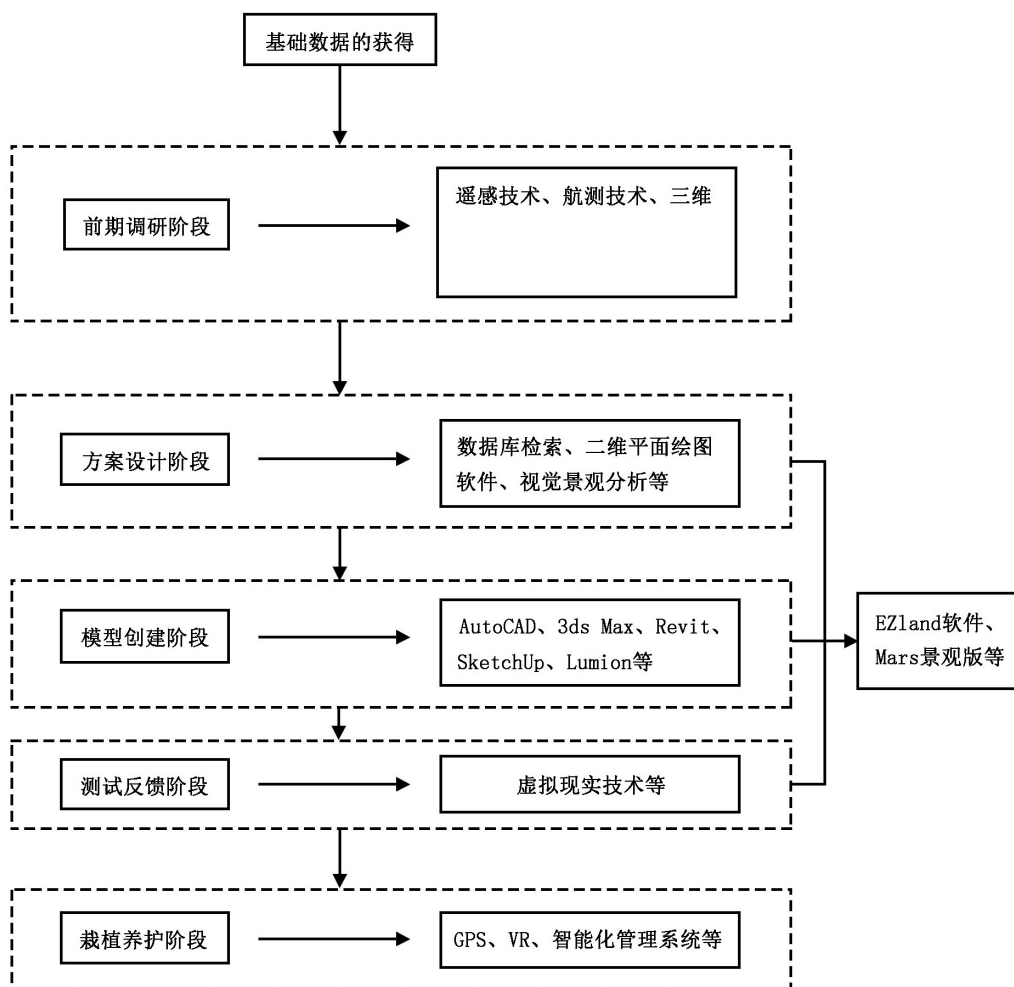 基础数据的获得
前期调研阶段
遥感技术、航测技术、三维
方案设计阶段
数据库检索、二维平面绘图
软件、视觉景观分析等
模型创建阶段
AutoCAD、3ds Max、Revit、
SketchUp、Lumion等
EZland软件、
Mars景观版等
测试反馈阶段
虚拟现实技术等
栽植养护阶段
GPS、VR、智能化管理系统等